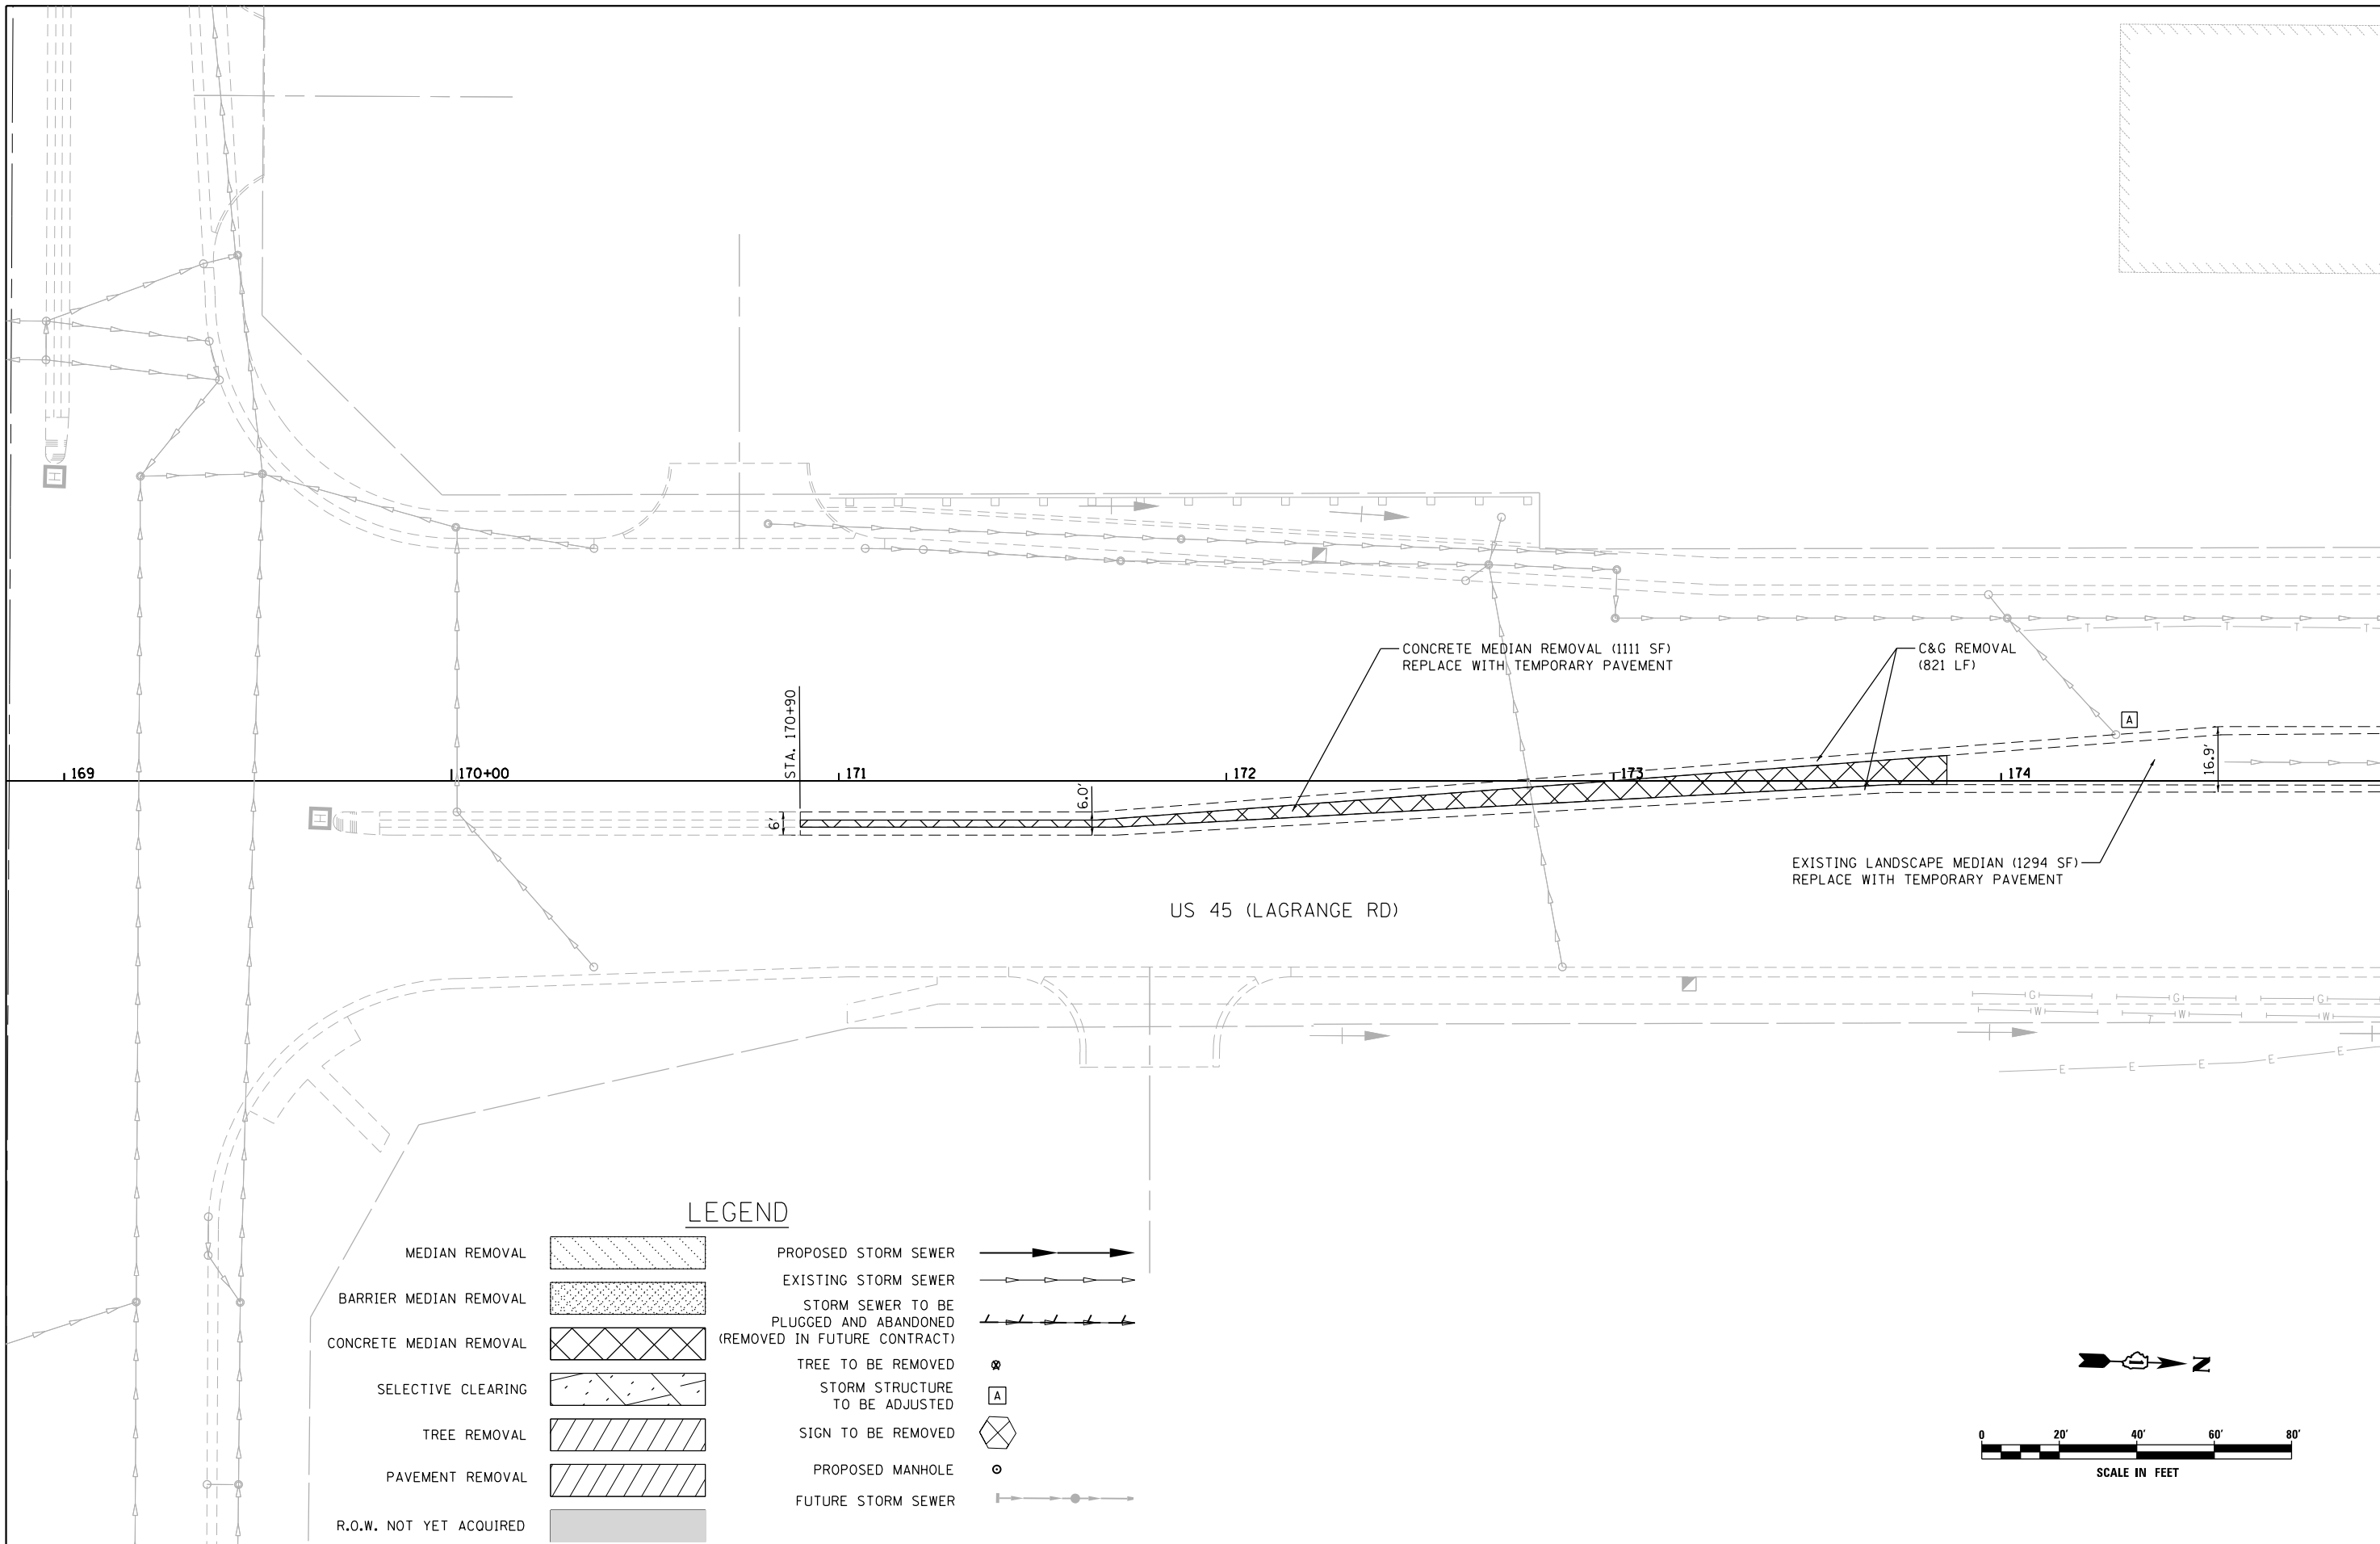 CONCRETE MEDIAN REMOVAL (1111 SF)
REPLACE WITH TEMPORARY PAVEMENT
C&G REMOVAL
(821 LF)
T T T T T
A
STA. 170+90
169
170+00
171
172
173
174
6'
6.0'
16.9'
H
H
EXISTING LANDSCAPE MEDIAN (1294 SF)
REPLACE WITH TEMPORARY PAVEMENT
US 45 (LAGRANGE RD)
G G G
W W W
T
E E E E E
LEGEND
MEDIAN REMOVAL
BARRIER MEDIAN REMOVAL
CONCRETE MEDIAN REMOVAL
SELECTIVE CLEARING
TREE REMOVAL
PAVEMENT REMOVAL
R.O.W. NOT YET ACQUIRED
PROPOSED STORM SEWER
EXISTING STORM SEWER
STORM SEWER TO BE
PLUGGED AND ABANDONED
(REMOVED IN FUTURE CONTRACT)
TREE TO BE REMOVED
STORM STRUCTURE
TO BE ADJUSTED
A
SIGN TO BE REMOVED
PROPOSED MANHOLE
FUTURE STORM SEWER
N
0 20' 40' 60' 80'
SCALE IN FEET